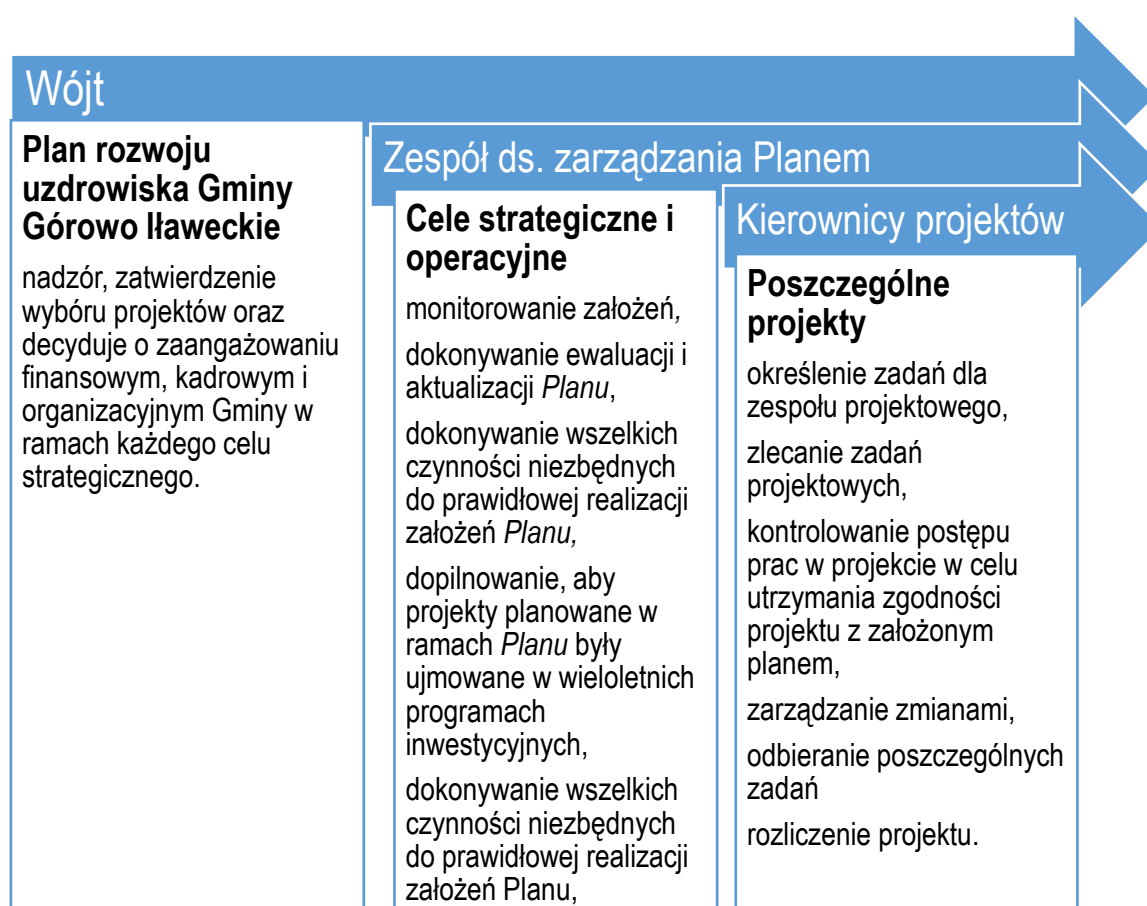 Wójt
Plan rozwoju
uzdrowiska Gminy
Górowo Iławeckie
nadzór, zatwierdzenie
wyboru projektów oraz
decyduje o zaangażowaniu
finansowym, kadrowym i
organizacyjnym Gminy w
ramach każdego celu
strategicznego.
Zespół ds. zarządzania Planem
Cele strategiczne i
operacyjne
monitorowanie założeń,
dokonywanie ewaluacji i
aktualizacji Planu,
dokonywanie wszelkich
czynności niezbędnych
do prawidłowej realizacji
założeń Planu,
dopilnowanie, aby
projekty planowane w
ramach Planu były
ujmowane w wieloletnich
programach
inwestycyjnych,
dokonywanie wszelkich
czynności niezbędnych
do prawidłowej realizacji
założeń Planu,
Kierownicy projektów
Poszczególne
projekty
określenie zadań dla
zespołu projektowego,
zlecanie zadań
projektowych,
kontrolowanie postępu
prac w projekcie w celu
utrzymania zgodności
projektu z założonym
planem,
zarządzanie zmianami,
odbieranie poszczególnych
zadań
rozliczenie projektu.